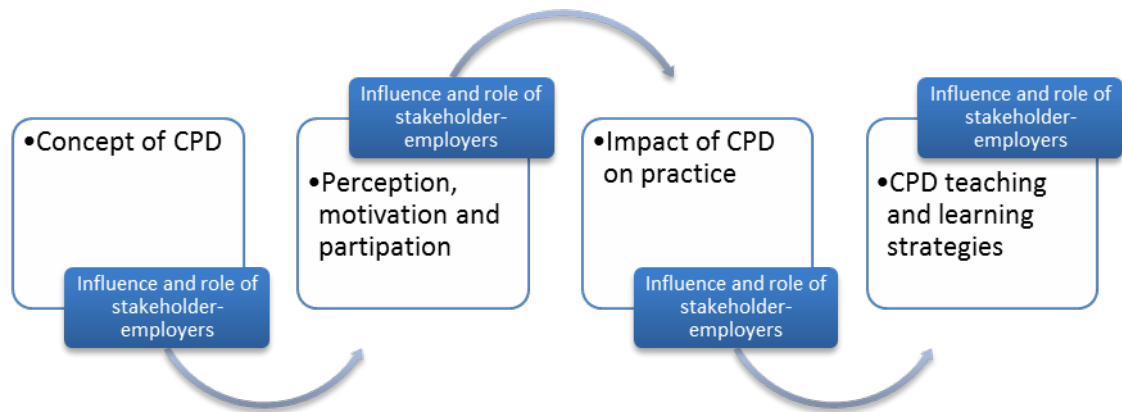 •Concept of CPD
Influence and role of
stakeholder-
employers
Influence and role of
stakeholder-
employers
•Perception,
motivation and
partipation
•Impact of CPD
on practice
Influence and role of
stakeholder-
employers
Influence and role of
stakeholder-
employers
•CPD teaching
and learning
strategies